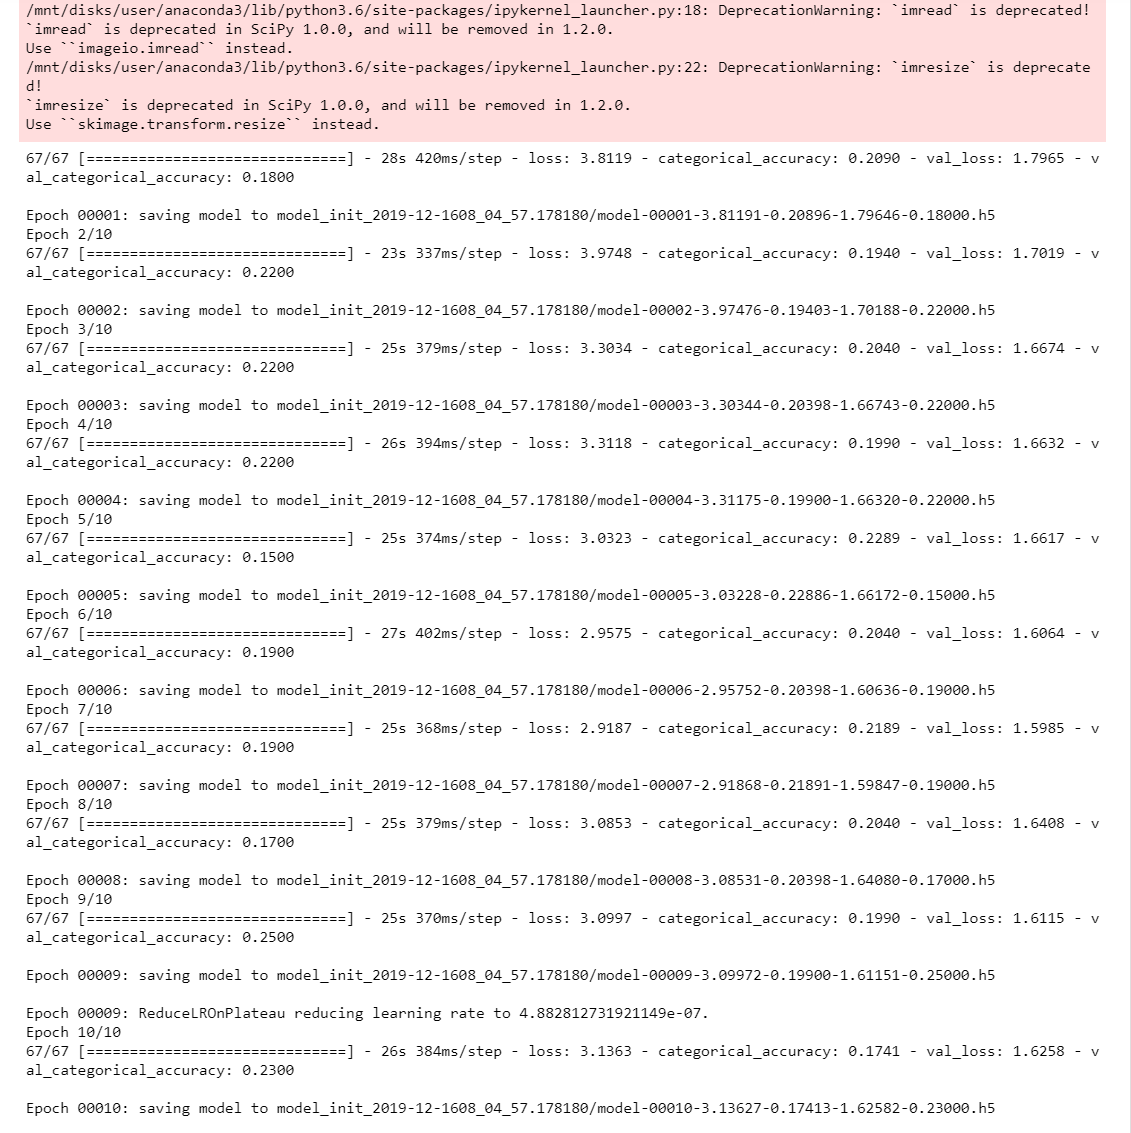 /mnt/disks/user/anaconda3/lib/python3.6/site-packages/ipykernel_launcher.py:18: DeprecationWarning: `imread` is deprecated!
`imread` is deprecated in SciPy 1.0.0, and will be removed in 1.2.0.
Use ``imageio.imread`` instead.
/mnt/disks/user/anaconda3/lib/python3.6/site-packages/ipykernel_launcher.py:22: DeprecationWarning: `imresize` is deprecate
d!
`imresize` is deprecated in SciPy 1.0.0, and will be removed in 1.2.0.
Use ``skimage.transform.resize`` instead.
67/67 [==============================] - 28s 420ms/step - loss: 3.8119 - categorical_accuracy: 0.2090 - val_loss: 1.7965 - v
al_categorical_accuracy: 0.1800
Epoch 00001: saving model to model_init_2019-12-1608_04_57.178180/model-00001-3.81191-0.20896-1.79646-0.18000.h5
Epoch 2/10
67/67 [==============================] - 23s 337ms/step - loss: 3.9748 - categorical_accuracy: 0.1940 - val_loss: 1.7019 - v
al_categorical_accuracy: 0.2200
Epoch 00002: saving model to model_init_2019-12-1608_04_57.178180/model-00002-3.97476-0.19403-1.70188-0.22000.h5
Epoch 3/10
67/67 [==============================] - 25s 379ms/step - loss: 3.3034 - categorical_accuracy: 0.2040 - val_loss: 1.6674 - v
al_categorical_accuracy: 0.2200
Epoch 00003: saving model to model_init_2019-12-1608_04_57.178180/model-00003-3.30344-0.20398-1.66743-0.22000.h5
Epoch 4/10
67/67 [==============================] - 26s 394ms/step - loss: 3.3118 - categorical_accuracy: 0.1990 - val_loss: 1.6632 - v
al_categorical_accuracy: 0.2200
Epoch 00004: saving model to model_init_2019-12-1608_04_57.178180/model-00004-3.31175-0.19900-1.66320-0.22000.h5
Epoch 5/10
67/67 [==============================] - 25s 374ms/step - loss: 3.0323 - categorical_accuracy: 0.2289 - val_loss: 1.6617 - v
al_categorical_accuracy: 0.1500
Epoch 00005: saving model to model_init_2019-12-1608_04_57.178180/model-00005-3.03228-0.22886-1.66172-0.15000.h5
Epoch 6/10
67/67 [==============================] - 27s 402ms/step - loss: 2.9575 - categorical_accuracy: 0.2040 - val_loss: 1.6064 - v
al_categorical_accuracy: 0.1900
Epoch 00006: saving model to model_init_2019-12-1608_04_57.178180/model-00006-2.95752-0.20398-1.60636-0.19000.h5
Epoch 7/10
67/67 [==============================] - 25s 368ms/step - loss: 2.9187 - categorical_accuracy: 0.2189 - val_loss: 1.5985 - v
al_categorical_accuracy: 0.1900
Epoch 00007: saving model to model_init_2019-12-1608_04_57.178180/model-00007-2.91868-0.21891-1.59847-0.19000.h5
Epoch 8/10
67/67 [==============================] - 25s 379ms/step - loss: 3.0853 - categorical_accuracy: 0.2040 - val_loss: 1.6408 - v
al_categorical_accuracy: 0.1700
Epoch 00008: saving model to model_init_2019-12-1608_04_57.178180/model-00008-3.08531-0.20398-1.64080-0.17000.h5
Epoch 9/10
67/67 [==============================] - 25s 370ms/step - loss: 3.0997 - categorical_accuracy: 0.1990 - val_loss: 1.6115 - v
al_categorical_accuracy: 0.2500
Epoch 00009: saving model to model_init_2019-12-1608_04_57.178180/model-00009-3.09972-0.19900-1.61151-0.25000.h5
Epoch 00009: ReduceLROnPlateau reducing learning rate to 4.882812731921149e-07.
Epoch 10/10
67/67 [==============================] - 26s 384ms/step - loss: 3.1363 - categorical_accuracy: 0.1741 - val_loss: 1.6258 - v
al_categorical_accuracy: 0.2300
Epoch 00010: saving model to model_init_2019-12-1608_04_57.178180/model-00010-3.13627-0.17413-1.62582-0.23000.h5